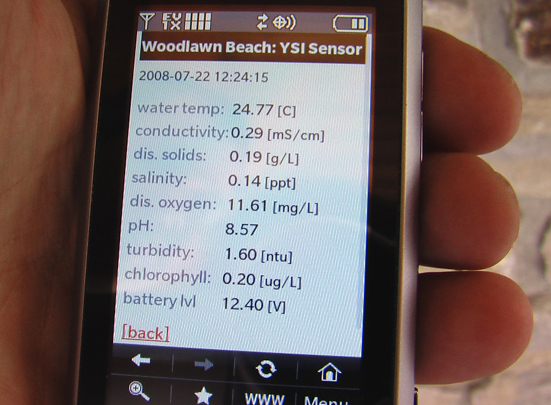 EV
1X
Woodlawn Beach: YSI Sensor
2008-07-22 12:24:15
water temp: 24.77 [C]
conductivity: 0.29 [mS/cm]
dis. solids: 0.19 [g/L]
salinity: 0.14 [ppt]
dis. oxygen: 11.61 [mg/L]
pH: 8.57
turbidity: 1.60 [ntu]
chlorophyll: 0.20 [ug/L]
battery lvl 12.40 [V]
[back]
WWW Menu